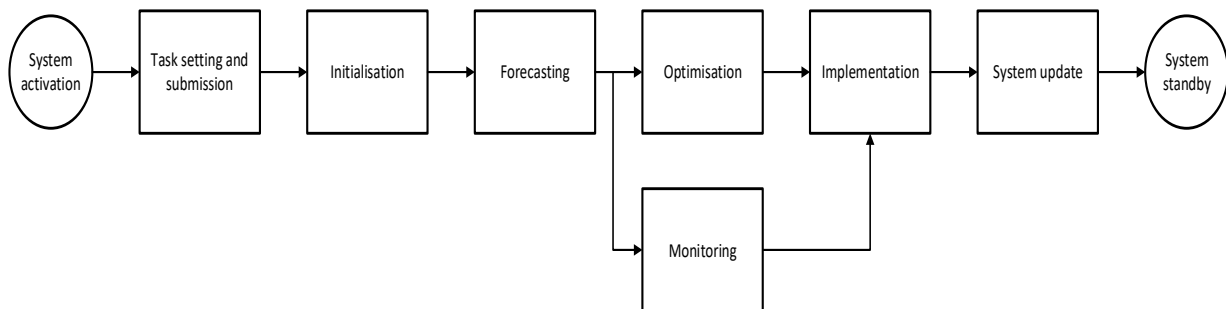 System
activation
Task setting and
submission
Initialisation
Forecasting
Optimisation
Implementation
System update
System
standby
Monitoring